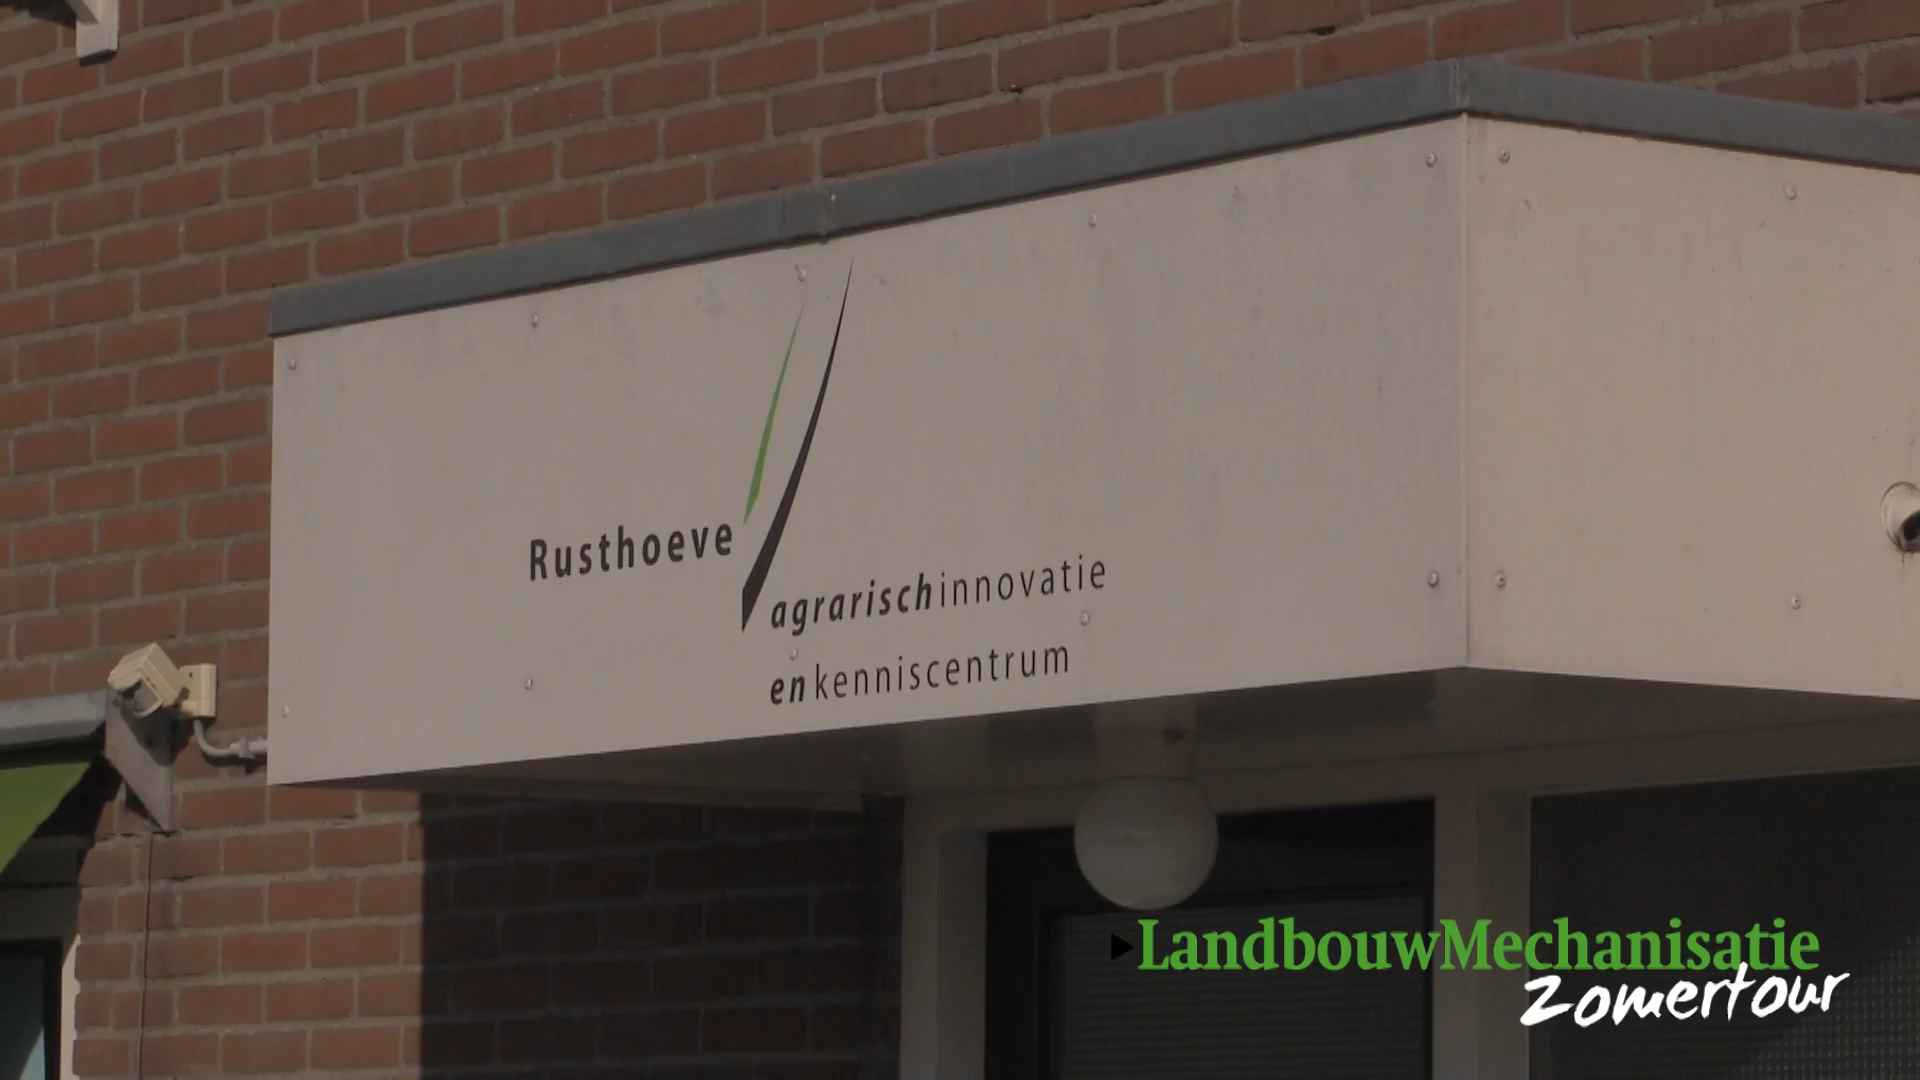 Rusthoeve
agrarischinnovatie
enkenniscentrum
LandbouwMechanisatie
Zomertour